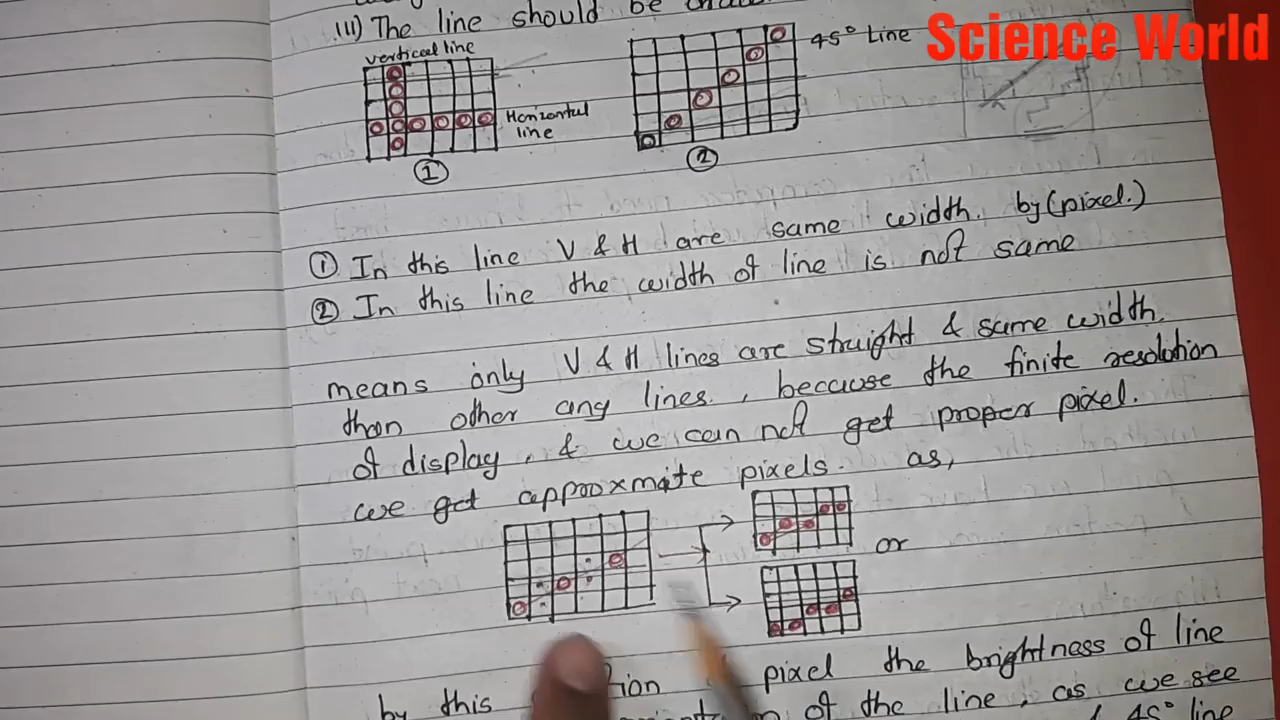 III) The line should be
Science World
vertical line
45° Line
Horizontal
line
①
②
① In this line V & H are same width. by (pixel.)
② In this line the width of line is not same
means only V & H lines are straight & same width
than other any lines, because the finite resolution
of display, & we can not get proper pixel.
we get approxmate pixels. as,
or
by this pixel the brightness of line
of the line, as we see
45° line